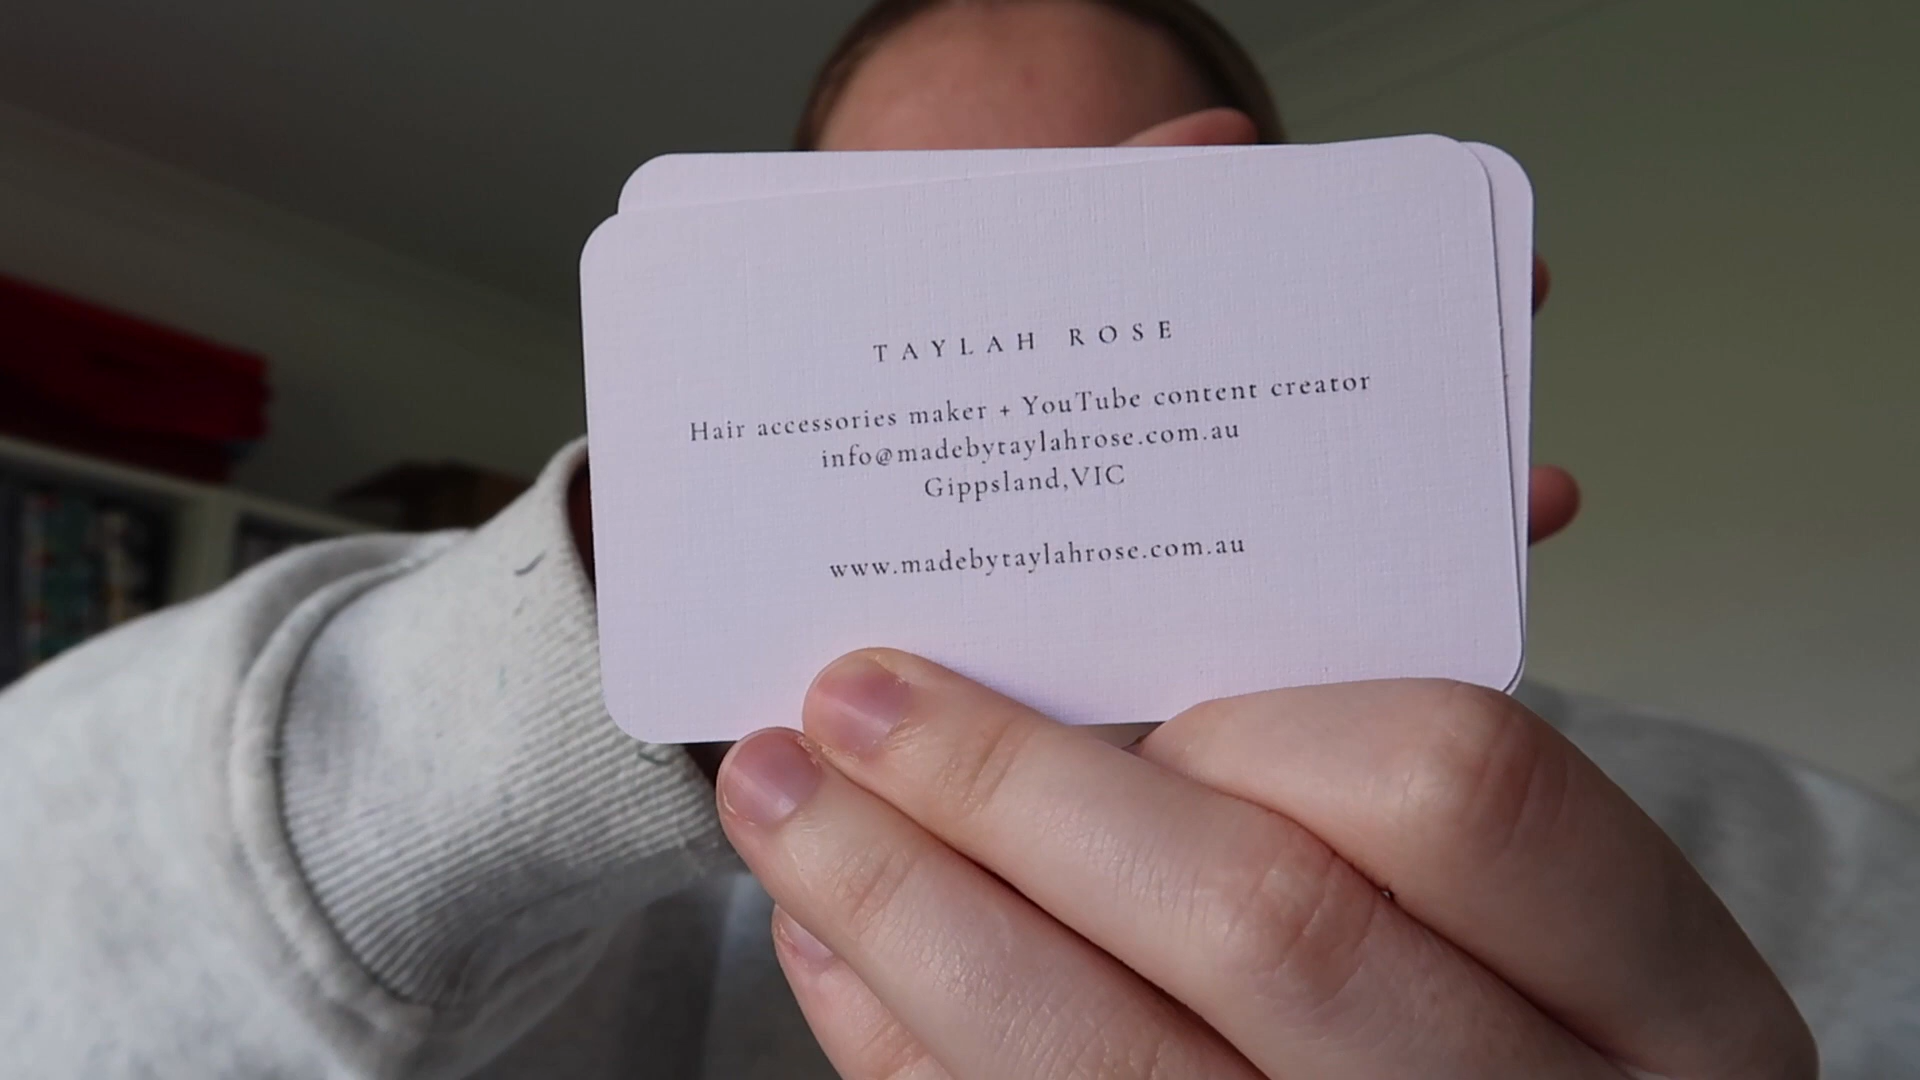 TAYLAH ROSE
Hair accessories maker + YouTube content creator
info@madebytaylahrose.com.au
Gippsland,VIC
www.madebytaylahrose.com.au